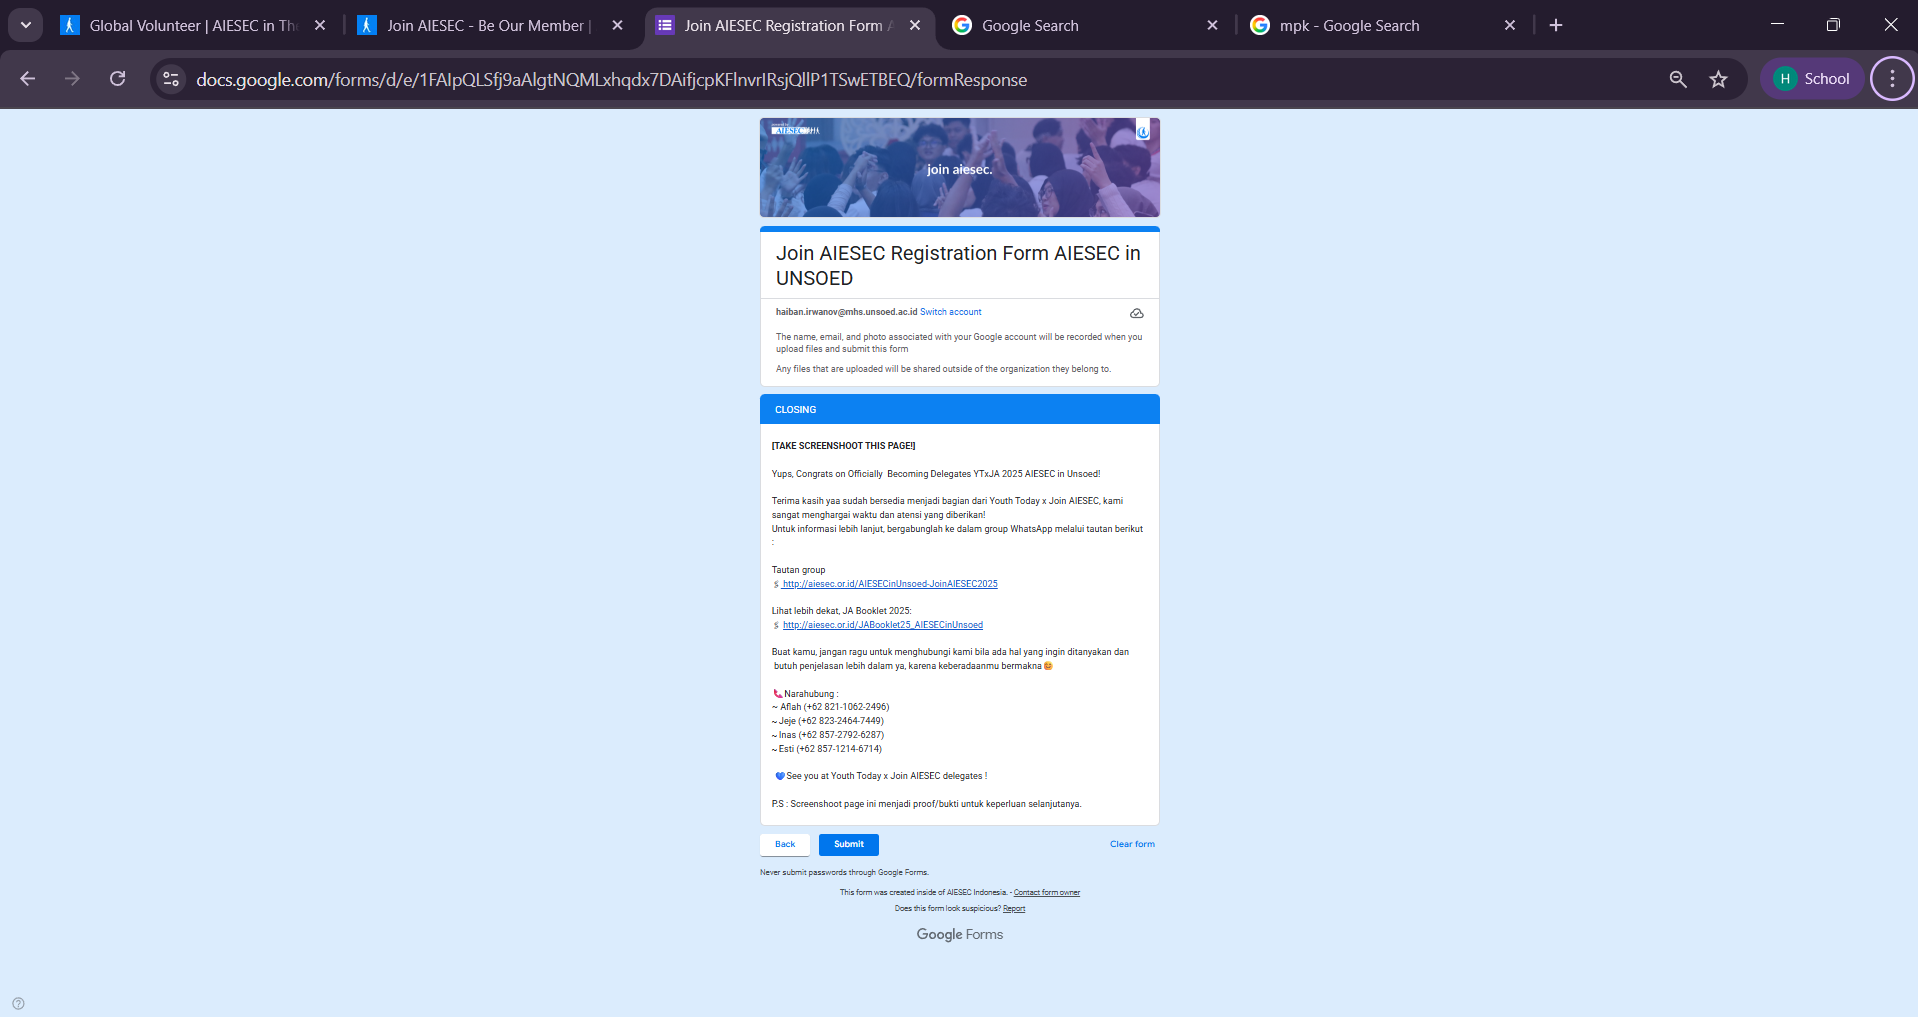 Global Volunteer | AIESEC in Th
Join AIESEC - Be Our Member |
Join AIESEC Registration Form A
Google Search
mpk - Google Search
docs.google.com/forms/d/e/1FAIpQLSfj9aAlgtNQMLxhqdx7DAifjcpKFlnvrIRsjQllP1TSwETBEQ/formResponse
H School
AIESEC
join aiesec.
Join AIESEC Registration Form AIESEC in
UNSOED
haiban.irwanov@mhs.unsoed.ac.id Switch account
The name, email, and photo associated with your Google account will be recorded when you
upload files and submit this form
Any files that are uploaded will be shared outside of the organization they belong to.
CLOSING
[TAKE SCREENSHOOT THIS PAGE!]
Yups, Congrats on Officially Becoming Delegates YTxJA 2025 AIESEC in Unsoed!
Terima kasih yaa sudah bersedia menjadi bagian dari Youth Today x Join AIESEC, kami
sangat menghargai waktu dan atensi yang diberikan!
Untuk informasi lebih lanjut, bergabunglah ke dalam group WhatsApp melalui tautan berikut
:
Tautan group
http://aiesec.or.id/AIESECinUnsoed-JoinAIESEC2025
Lihat lebih dekat, JA Booklet 2025:
http://aiesec.or.id/JABooklet25_AIESECinUnsoed
Buat kamu, jangan ragu untuk menghubungi kami bila ada hal yang ingin ditanyakan dan
butuh penjelasan lebih dalam ya, karena keberadaanmu bermakna😊
📞Narahubung :
~ Aflah (+62 821-1062-2496)
~ Jeje (+62 823-2464-7449)
~ Inas (+62 857-2792-6287)
~ Esti (+62 857-1214-6714)
💙See you at Youth Today x Join AIESEC delegates !
P.S : Screenshoot page ini menjadi proof/bukti untuk keperluan selanjutanya.
Back
Submit
Clear form
Never submit passwords through Google Forms.
This form was created inside of AIESEC Indonesia. - Contact form owner
Does this form look suspicious? Report
Google Forms